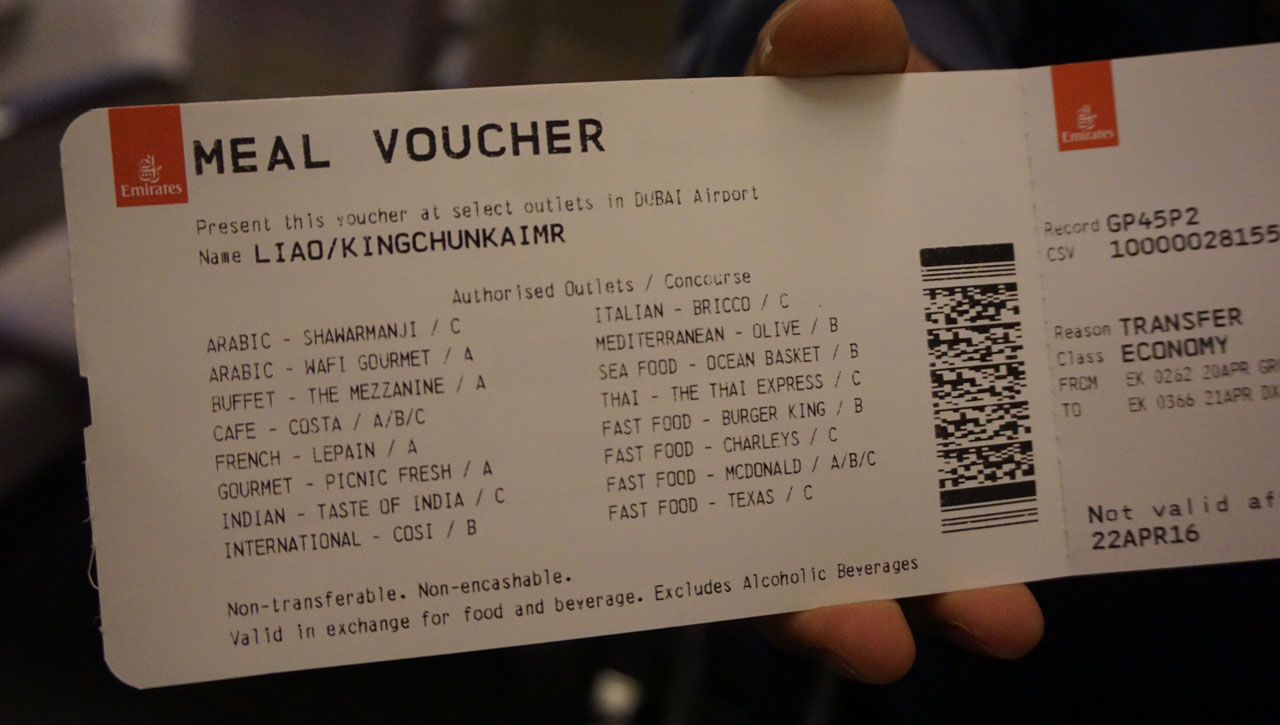 Emirates
MEAL VOUCHER
Present this voucher at select outlets in DUBAI Airport
Name LIAO/KINGCHUNKAIMR
Authorised Outlets / Concourse
ARABIC - SHAWARMANJI / C
ARABIC - WAFI GOURMET / A
BUFFET - THE MEZZANINE / A
CAFE - COSTA / A/B/C
FRENCH - LEPAIN / A
GOURMET - PICNIC FRESH / A
INDIAN - TASTE OF INDIA / C
INTERNATIONAL - COSI / B
ITALIAN - BRICCO / C
MEDITERRANEAN - OLIVE / B
SEA FOOD - OCEAN BASKET / B
THAI - THE THAI EXPRESS / C
FAST FOOD - BURGER KING / B
FAST FOOD - CHARLEYS / C
FAST FOOD - MCDONALD / A/B/C
FAST FOOD - TEXAS / C
Non-transferable. Non-encashable.
Valid in exchange for food and beverage. Excludes Alcoholic Beverages
Emirates
Record GP45P2
CSV 10000028155
Reason TRANSFER
Class ECONOMY
FROM EK 0262 20APR GR
TO EK 0366 21APR
Not valid af
22APR16